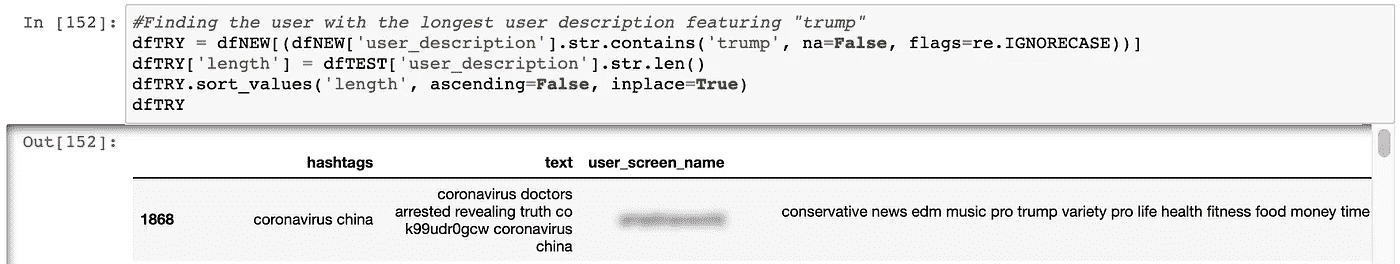 In [152]:
#Finding the user with the longest user description featuring "trump"
dfTRY = dfNEW[(dfNEW['user_description'].str.contains('trump', na=False, flags=re.IGNORECASE))]
dfTRY['length'] = dfTEST['user_description'].str.len()
dfTRY.sort_values('length', ascending=False, inplace=True)
dfTRY
Out[152]:
hashtags text user_screen_name
1868 coronavirus china
coronavirus doctors
arrested revealing truth co
k99udr0gcw coronavirus
china
conservative news edm music pro trump variety pro life health fitness food money time